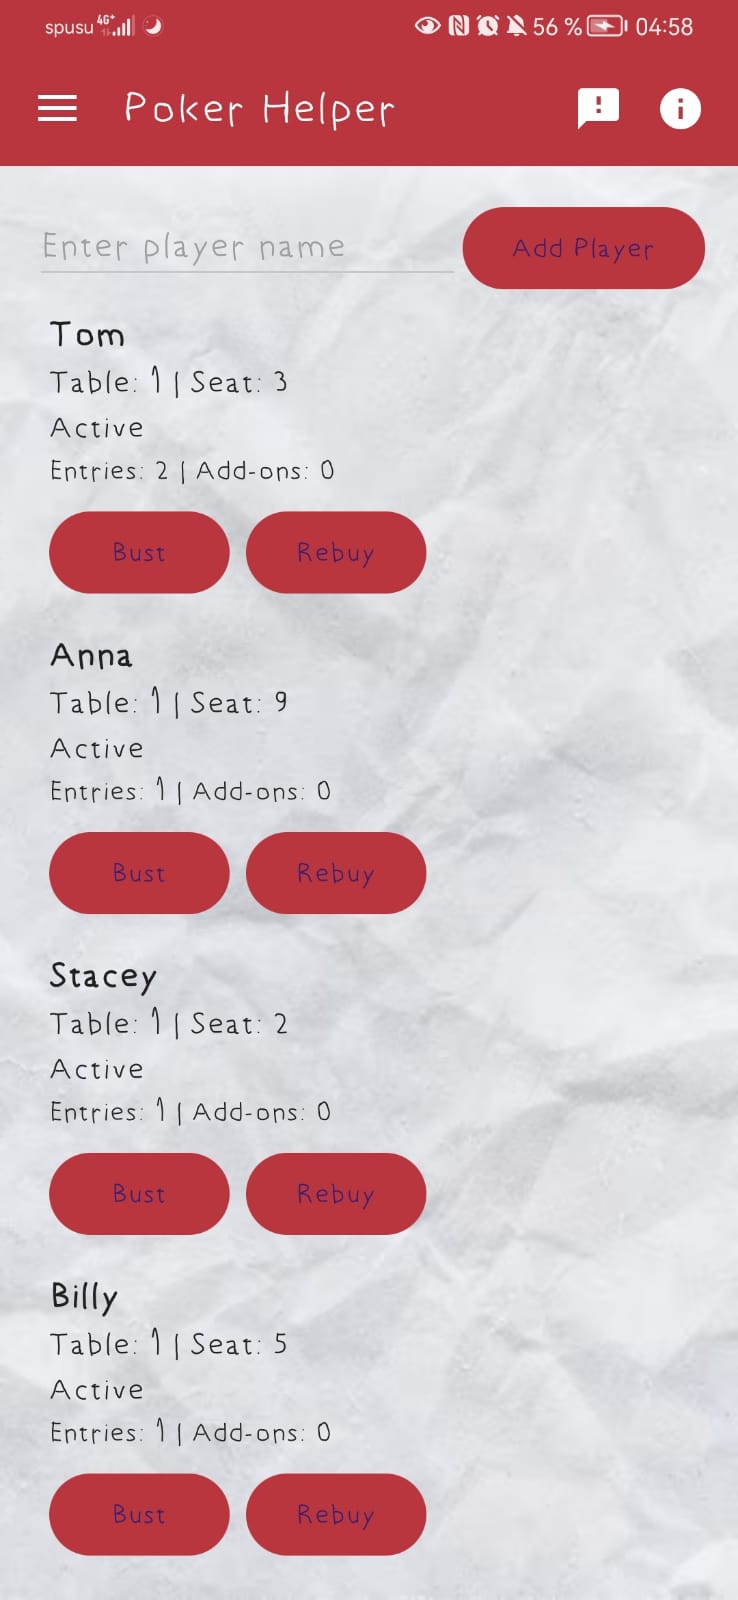 spusu 4G+ 56 % 04:58
Poker Helper
Enter player name Add Player
Tom
Table: 1 | Seat: 3
Active
Entries: 2 | Add-ons: 0
Bust Rebuy
Anna
Table: 1 | Seat: 9
Active
Entries: 1 | Add-ons: 0
Bust Rebuy
Stacey
Table: 1 | Seat: 2
Active
Entries: 1 | Add-ons: 0
Bust Rebuy
Billy
Table: 1 | Seat: 5
Active
Entries: 1 | Add-ons: 0
Bust Rebuy